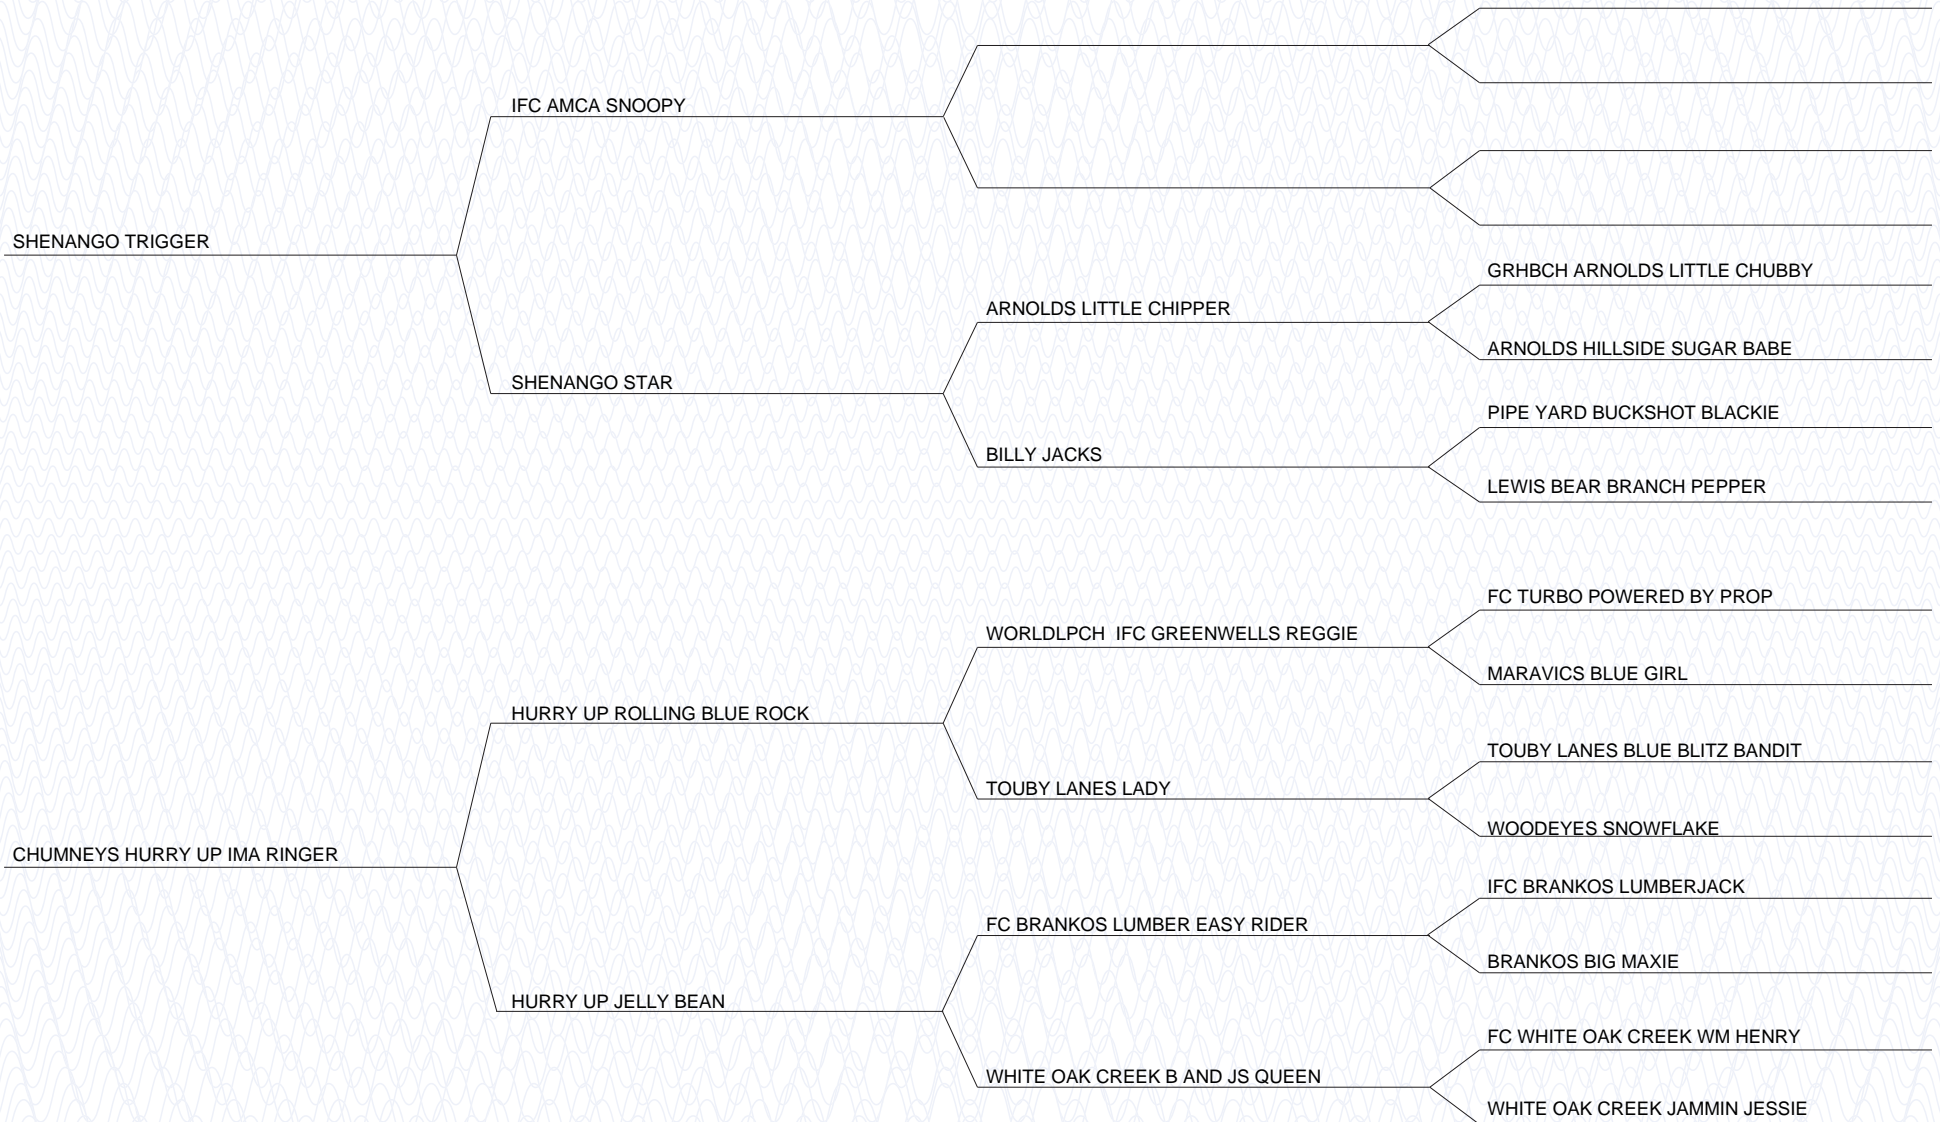 IFC AMCA SNOOPY
SHENANGO TRIGGER
GRHBCH ARNOLDS LITTLE CHUBBY
ARNOLDS LITTLE CHIPPER
ARNOLDS HILLSIDE SUGAR BABE
SHENANGO STAR
PIPE YARD BUCKSHOT BLACKIE
BILLY JACKS
LEWIS BEAR BRANCH PEPPER
FC TURBO POWERED BY PROP
WORLDLPCH  IFC GREENWELLS REGGIE
MARAVICS BLUE GIRL
HURRY UP ROLLING BLUE ROCK
TOUBY LANES BLUE BLITZ BANDIT
TOUBY LANES LADY
WOODEYES SNOWFLAKE
CHUMNEYS HURRY UP IMA RINGER
IFC BRANKOS LUMBERJACK
FC BRANKOS LUMBER EASY RIDER
BRANKOS BIG MAXIE
HURRY UP JELLY BEAN
FC WHITE OAK CREEK WM HENRY
WHITE OAK CREEK B AND JS QUEEN
WHITE OAK CREEK JAMMIN JESSIE